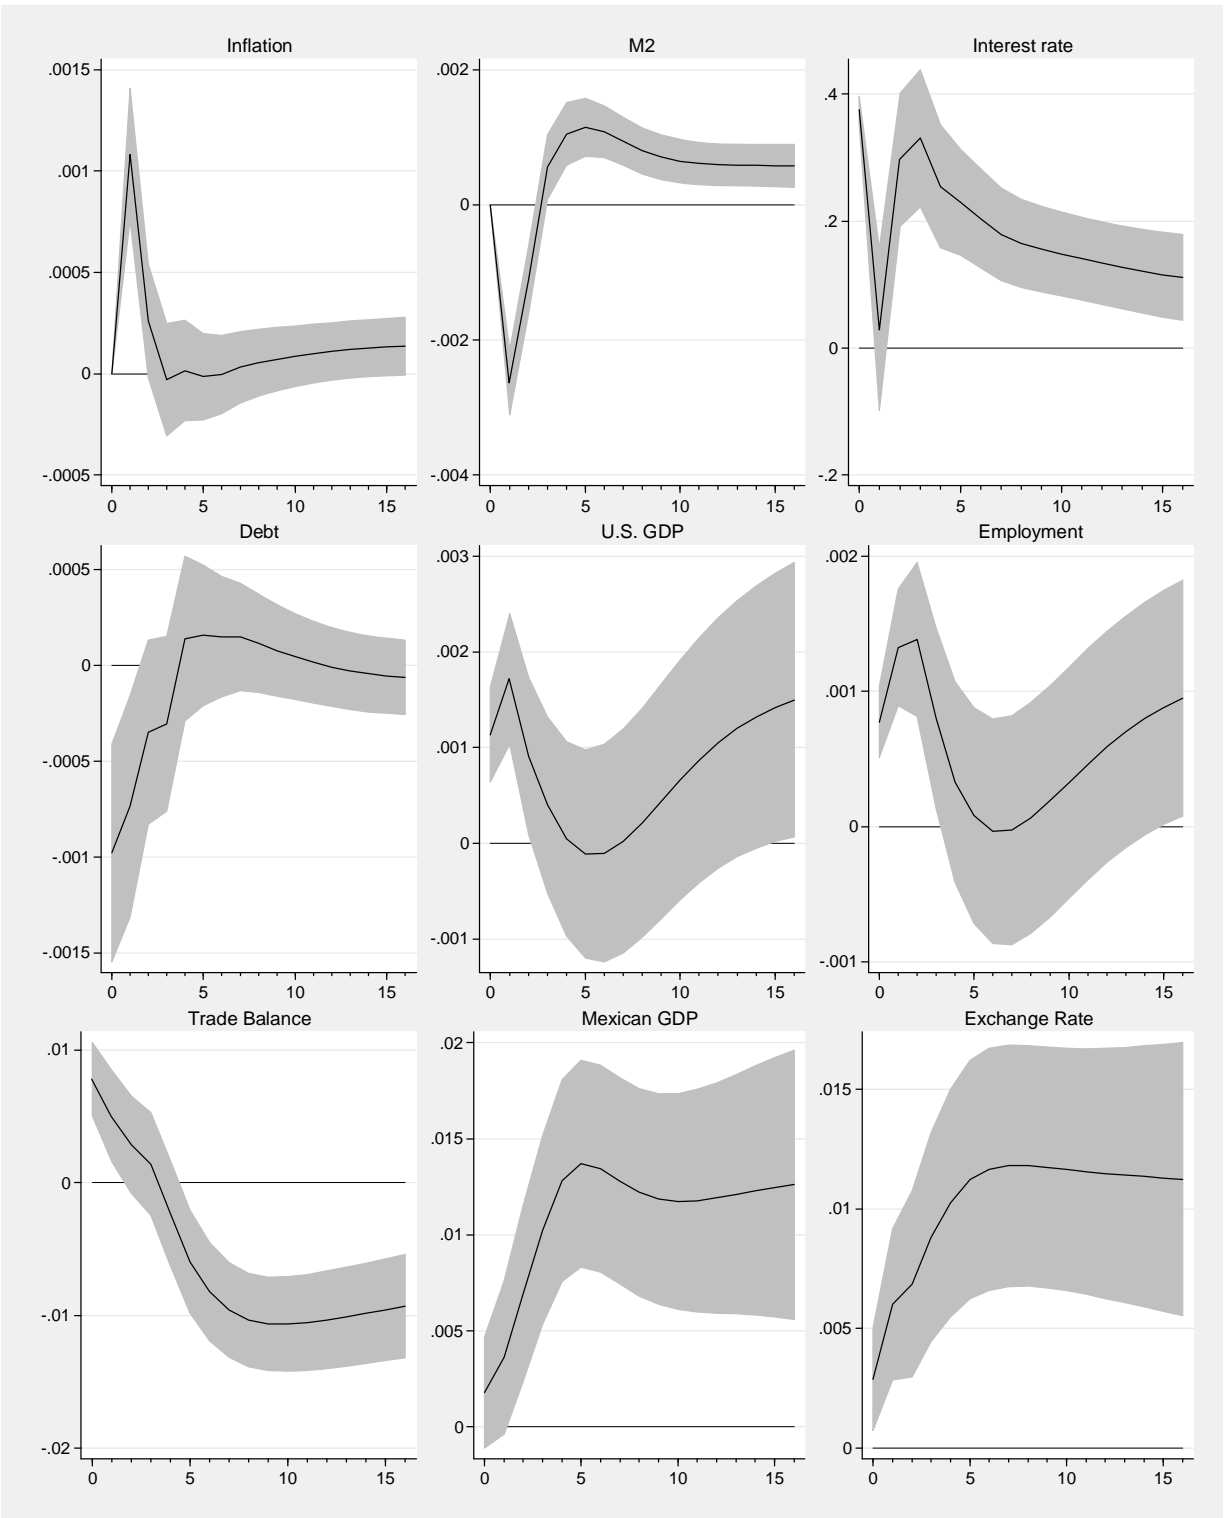 Inflation
M2
Interest rate
.0015
.001
.0005
0
-.0005
0 5 10 15
.002
0
-.002
-.004
0 5 10 15
.4
.2
0
-.2
0 5 10 15
Debt
U.S. GDP
Employment
.0005
0
-.0005
-.001
-.0015
0 5 10 15
.003
.002
.001
0
-.001
0 5 10 15
.002
.001
0
-.001
0 5 10 15
Trade Balance
Mexican GDP
Exchange Rate
.01
0
-.01
-.02
0 5 10 15
.02
.015
.01
.005
0
0 5 10 15
.015
.01
.005
0
0 5 10 15